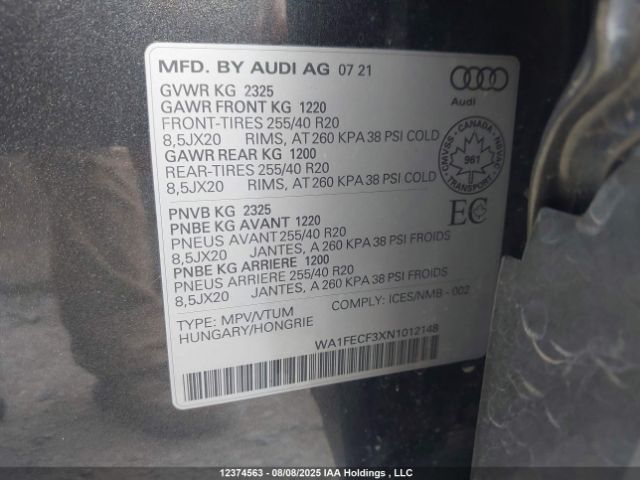 MFD. BY AUDI AG 07 21
GVWR KG 2325
GAWR FRONT KG 1220
FRONT-TIRES 255/40 R20
8,5JX20 RIMS, AT 260 KPA 38 PSI COLD
GAWR REAR KG 1200
REAR-TIRES 255/40 R20
8,5JX20 RIMS, AT 260 KPA 38 PSI COLD
Audi
CMVSS CANADA NSVAC
961
TRANSPORT
PNVB KG 2325
PNBE KG AVANT 1220
PNEUS AVANT 255/40 R20
8,5JX20 JANTES, A 260 KPA 38 PSI FROIDS
PNBE KG ARRIERE 1200
PNEUS ARRIERE 255/40 R20
8,5JX20 JANTES, A 260 KPA 38 PSI FROIDS
EC
TYPE: MPV/VTUM COMPLY: ICES/NMB - 002
HUNGARY/HONGRIE
WA1FECF3XN1012148
12374563 - 08/08/2025 IAA Holdings , LLC